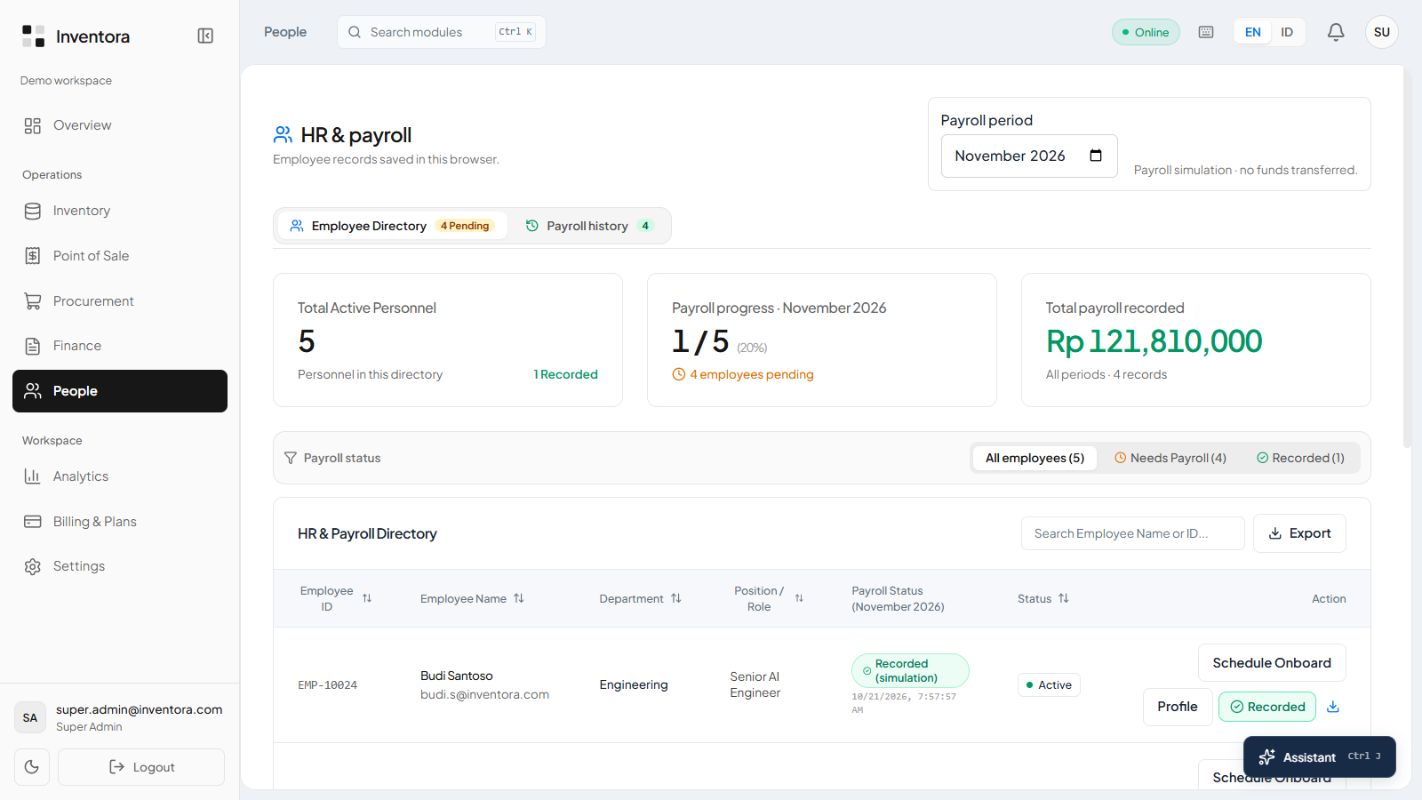 Inventora
Demo workspace
Overview
Operations
Inventory
Point of Sale
Procurement
Finance
People
Workspace
Analytics
Billing & Plans
Settings
SA
super.admin@inventora.com
Super Admin
Logout
People
Search modules
Ctrl K
Online
EN
ID
SU
HR & payroll
Employee records saved in this browser.
Payroll period
November 2026
Payroll simulation · no funds transferred.
Employee Directory
4 Pending
Payroll history
4
Total Active Personnel
5
Personnel in this directory
1 Recorded
Payroll progress · November 2026
1 / 5 (20%)
4 employees pending
Total payroll recorded
Rp 121,810,000
All periods · 4 records
Payroll status
All employees (5)
Needs Payroll (4)
Recorded (1)
HR & Payroll Directory
Search Employee Name or ID...
Export
Employee
ID
Employee Name
Department
Position /
Role
Payroll Status
(November 2026)
Status
Action
EMP-10024
Budi Santoso
budi.s@inventora.com
Engineering
Senior AI
Engineer
Recorded
(simulation)
10/21/2026, 7:57:57
AM
Active
Schedule Onboard
Profile
Recorded
Schedule Onboard
Assistant
Ctrl J